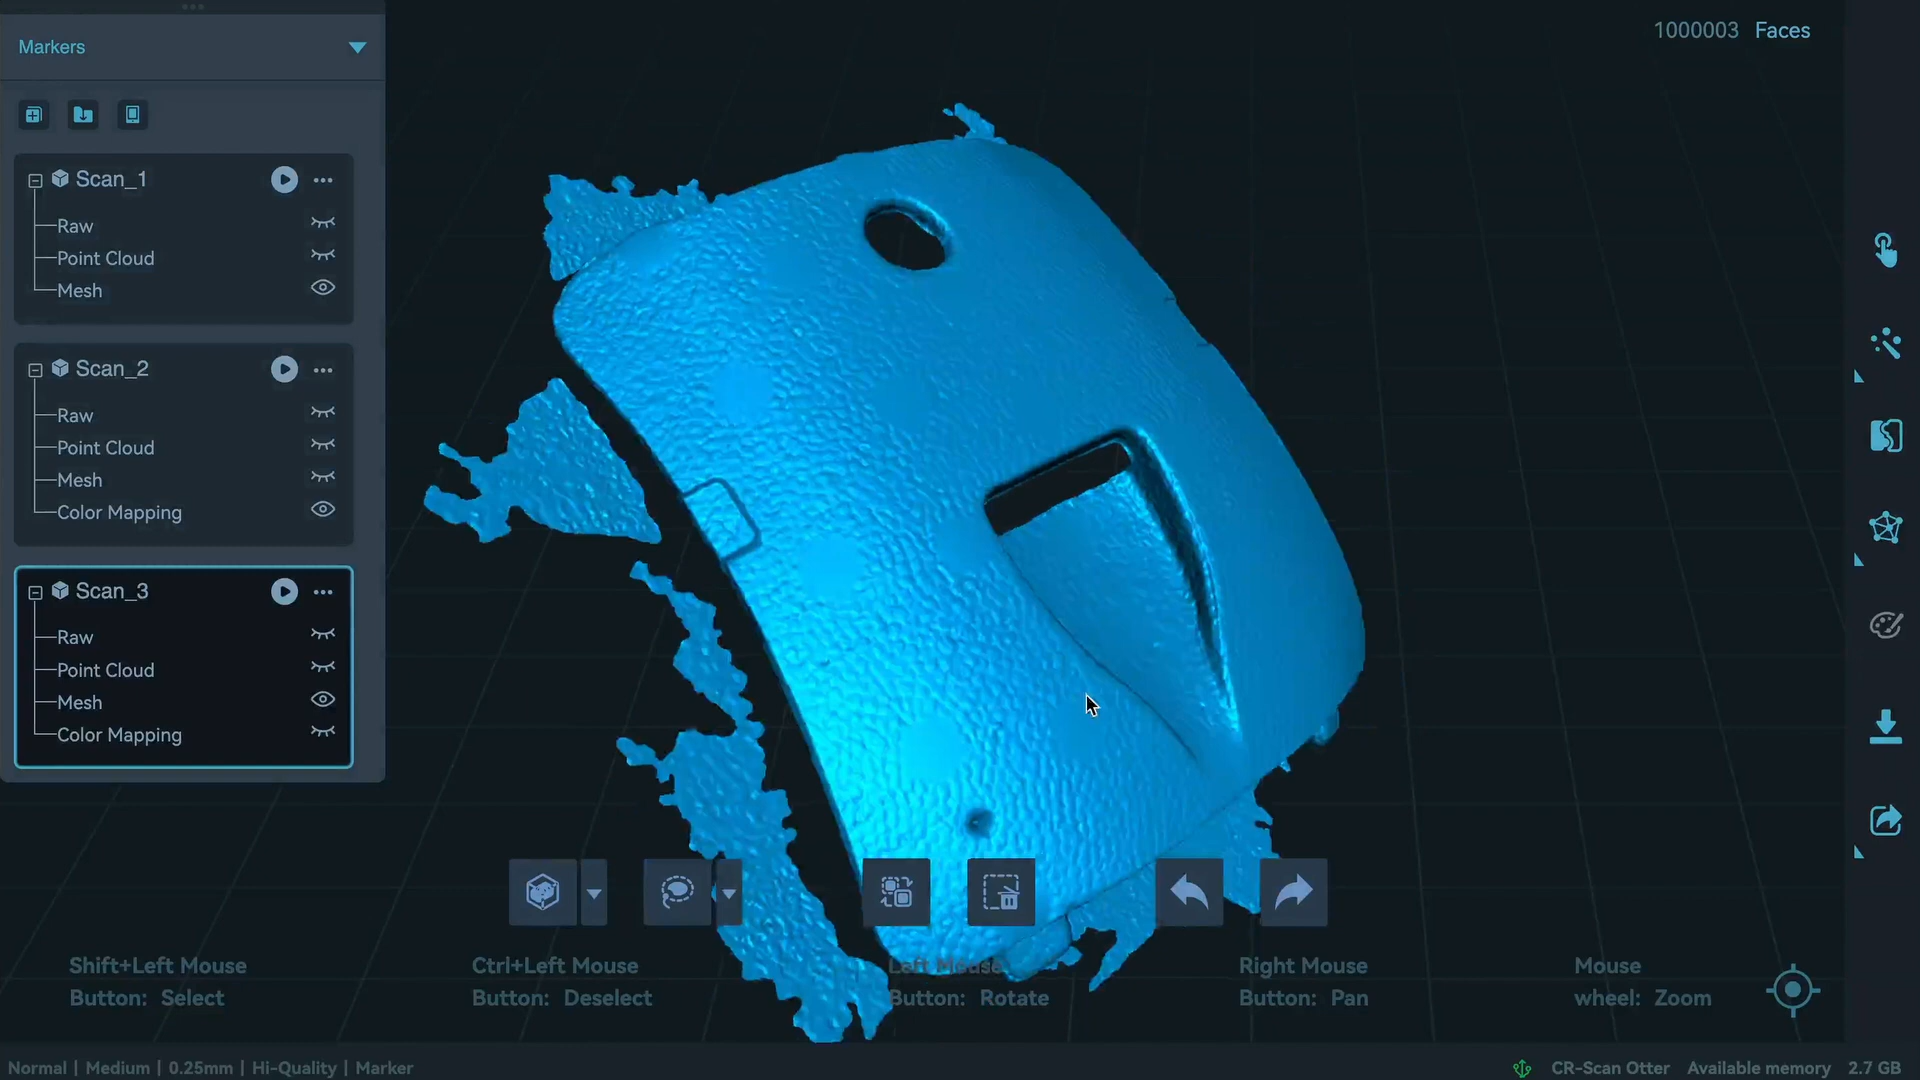 Markers
1000003 Faces
Scan_1
Raw
Point Cloud
Mesh
Scan_2
Raw
Point Cloud
Mesh
Color Mapping
Scan_3
Raw
Point Cloud
Mesh
Color Mapping
Shift+Left Mouse
Button: Select
Ctrl+Left Mouse
Button: Deselect
Left Mouse
Button: Rotate
Right Mouse
Button: Pan
Mouse
wheel: Zoom
Normal | Medium | 0.25mm | Hi-Quality | Marker
CR-Scan Otter Available memory 2.7 GB